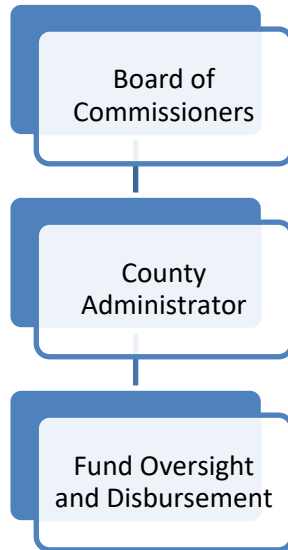 Board of
Commissioners
County
Administrator
Fund Oversight
and Disbursement